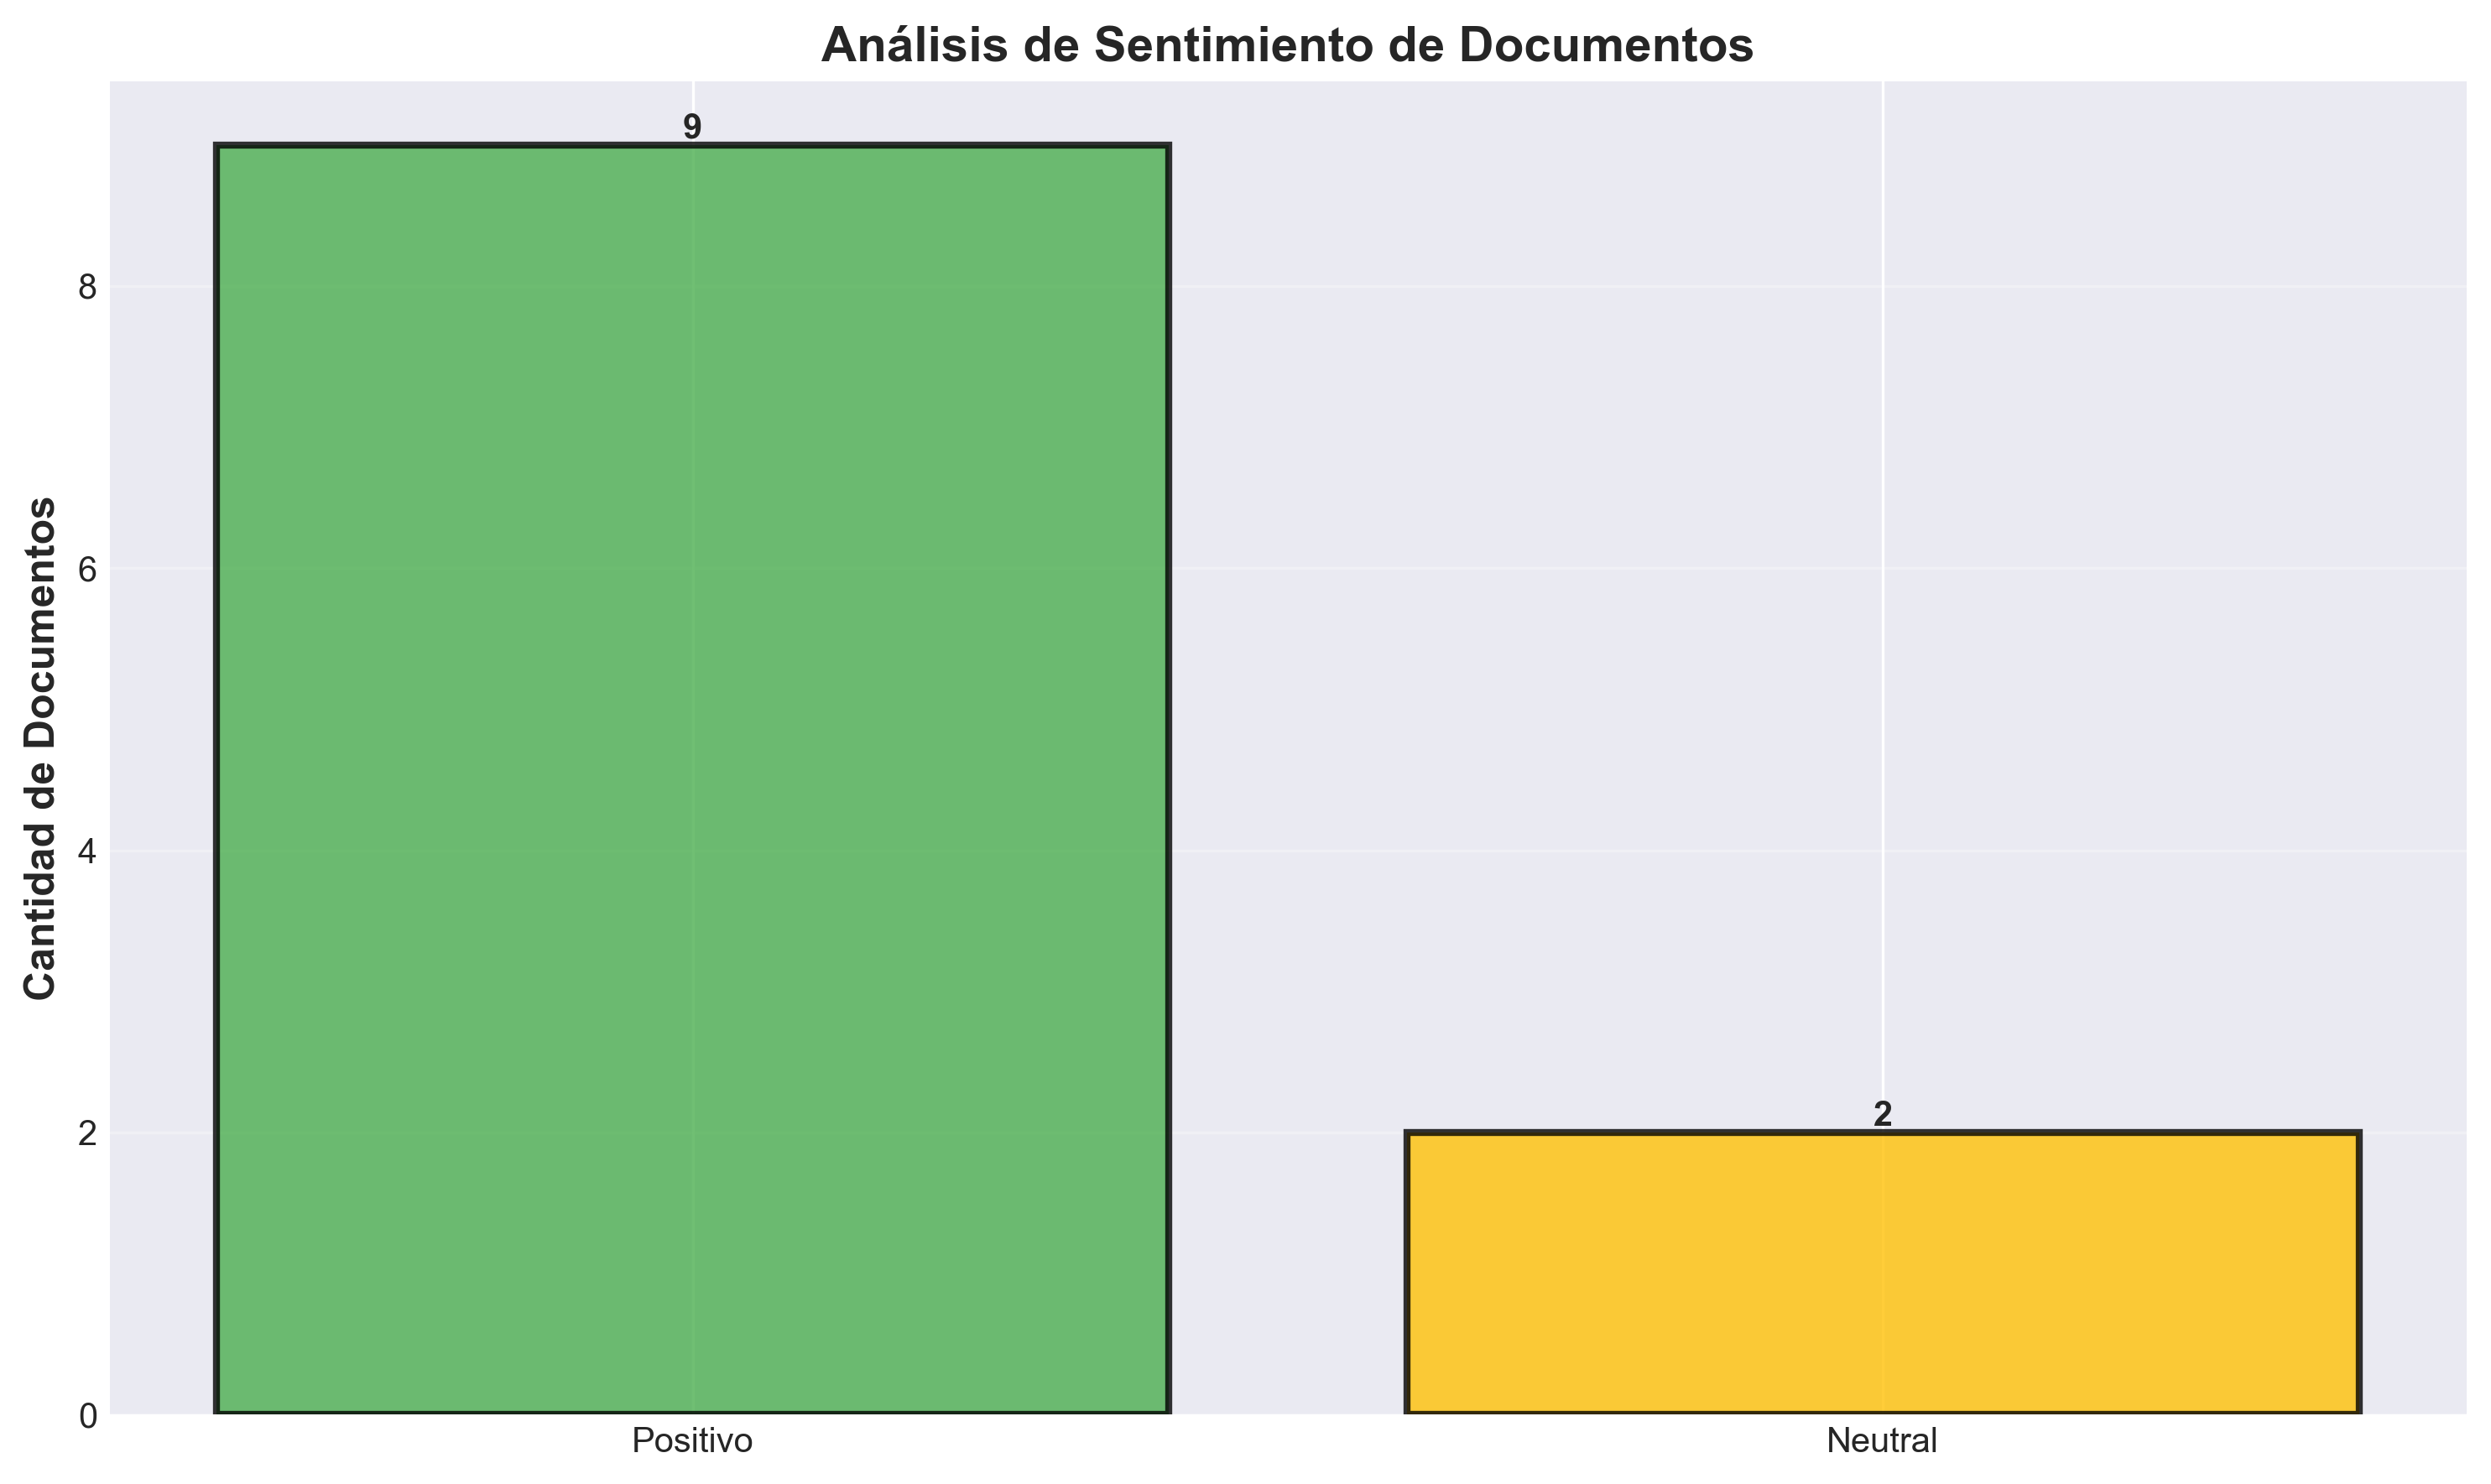 Análisis de Sentimiento de Documentos
Cantidad de Documentos
9
8
6
4
2
2
0
Positivo
Neutral